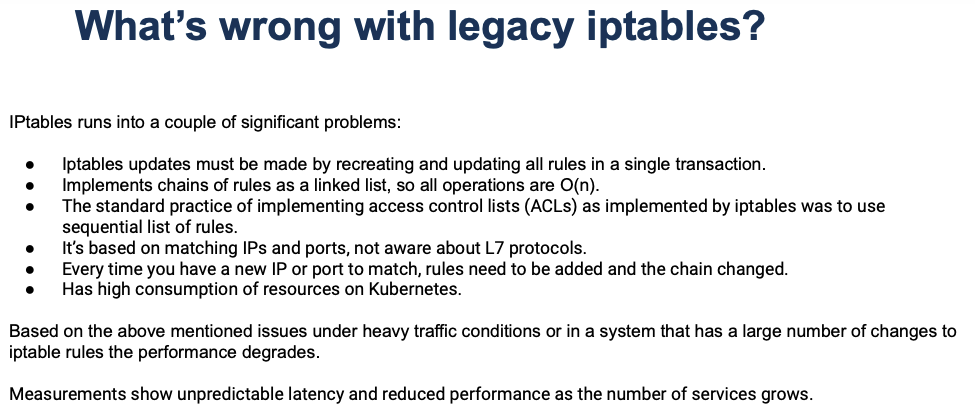 What’s wrong with legacy iptables?
IPtables runs into a couple of significant problems:
● Iptables updates must be made by recreating and updating all rules in a single transaction.
● Implements chains of rules as a linked list, so all operations are O(n).
● The standard practice of implementing access control lists (ACLs) as implemented by iptables was to use
sequential list of rules.
● It’s based on matching IPs and ports, not aware about L7 protocols.
● Every time you have a new IP or port to match, rules need to be added and the chain changed.
● Has high consumption of resources on Kubernetes.
Based on the above mentioned issues under heavy traffic conditions or in a system that has a large number of changes to
iptable rules the performance degrades.
Measurements show unpredictable latency and reduced performance as the number of services grows.